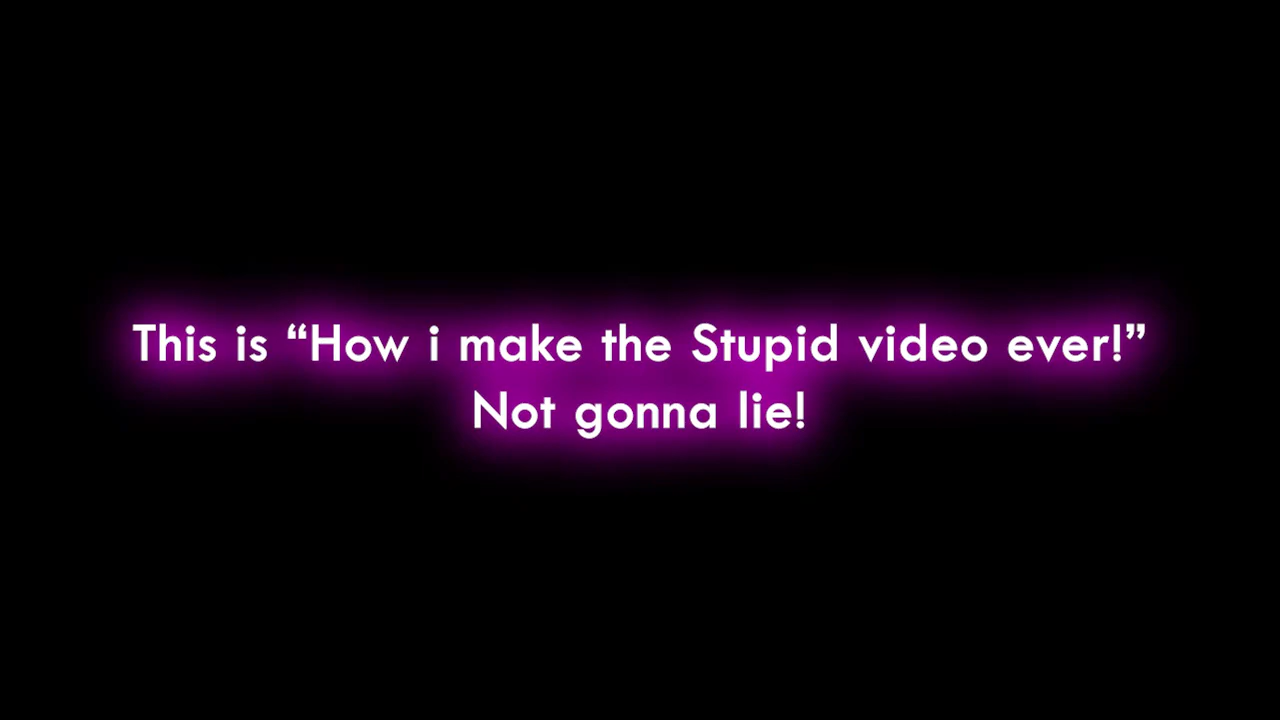 This is “How i make the Stupid video ever!”
Not gonna lie!